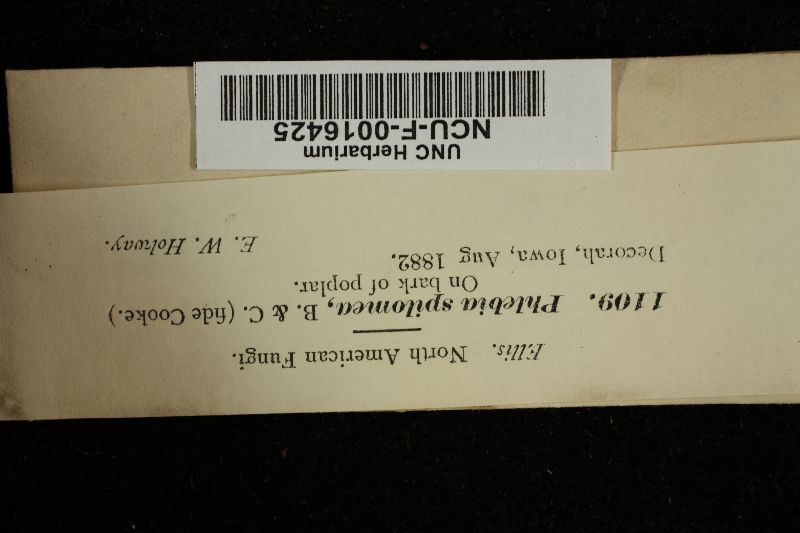 Ellis. North American Fungi.
1109. Phlebia spilomea, B. & C. (fide Cooke.)
On bark of poplar.
Decorah, Iowa, Aug 1882.
E. W. Holway.
UNC Herbarium
NCU-F-0016425